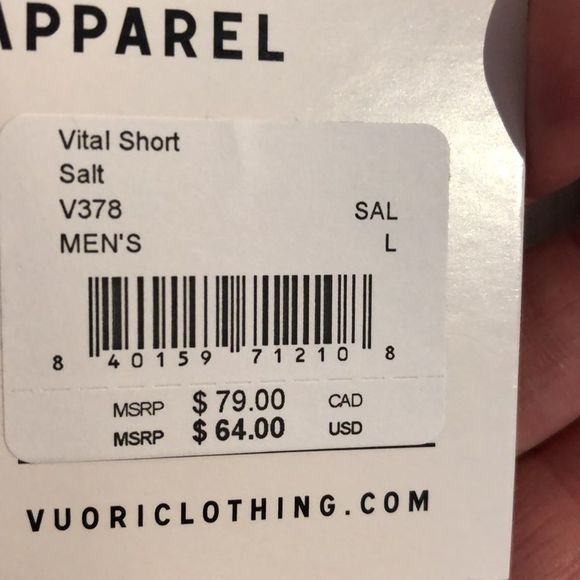 APPAREL
Vital Short
Salt
V378 SAL
MEN'S L
8 40159 71210 8
MSRP $ 79.00 CAD
MSRP $ 64.00 USD
VUORICLOTHING.COM